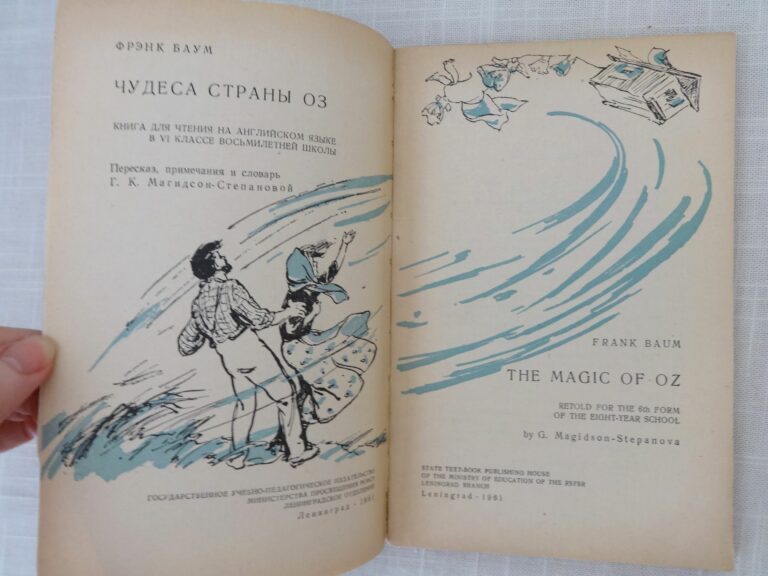 ФРЭНК БАУМ
ЧУДЕСА СТРАНЫ ОЗ
КНИГА ДЛЯ ЧТЕНИЯ НА АНГЛИЙСКОМ ЯЗЫКЕ
В VI КЛАССЕ ВОСЬМИЛЕТНЕЙ ШКОЛЫ
Пересказ, примечания и словарь
Г. К. Магидсон-Степановой
ГОСУДАРСТВЕННОЕ УЧЕБНО-ПЕДАГОГИЧЕСКОЕ ИЗДАТЕЛЬСТВО
МИНИСТЕРСТВА ПРОСВЕЩЕНИЯ РСФСР
ЛЕНИНГРАДСКОЕ ОТДЕЛЕНИЕ
Ленинград - 1961
FRANK BAUM
THE MAGIC OF OZ
RETOLD FOR THE 6th FORM
OF THE EIGHT-YEAR SCHOOL
by G. Magidson-Stepanova
STATE TEXT-BOOK PUBLISHING HOUSE
OF THE MINISTRY OF EDUCATION OF THE RSFSR
LENINGRAD BRANCH
Leningrad - 1961